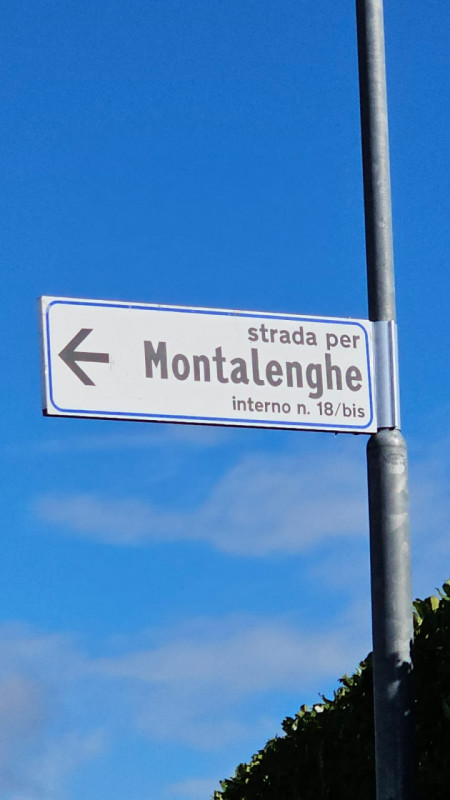 strada per
Montalenghe
interno n. 18/bis